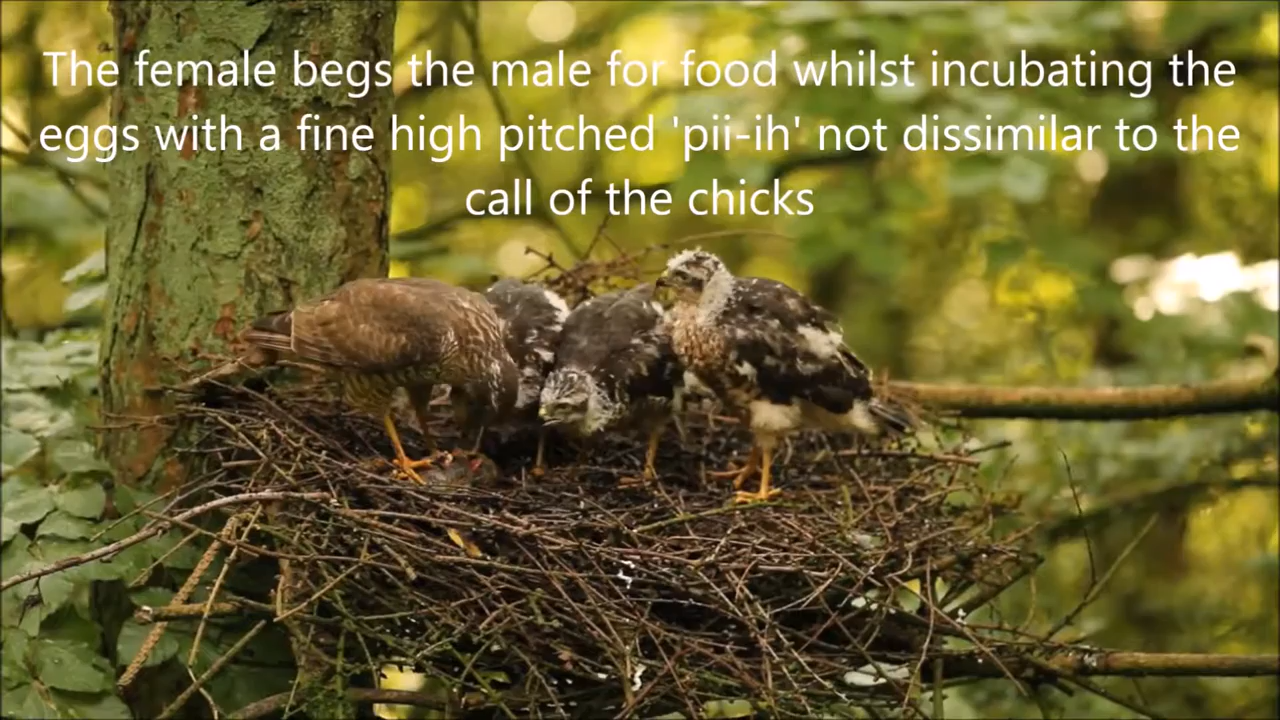 The female begs the male for food whilst incubating the
eggs with a fine high pitched 'pii-ih' not dissimilar to the
call of the chicks